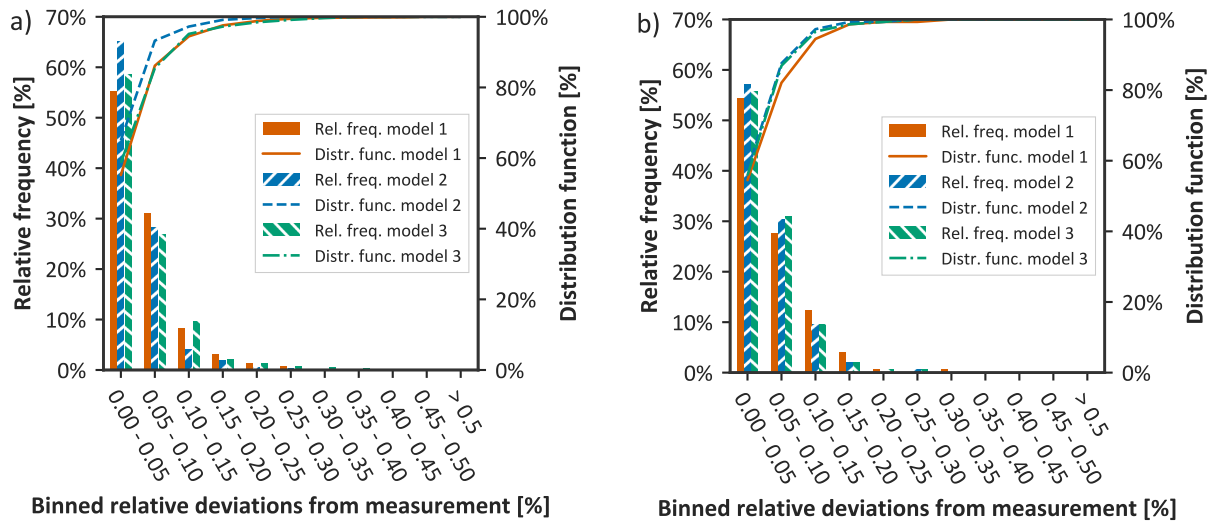 a)
70%
60%
50%
40%
30%
20%
10%
0%
Relative frequency [%]
100%
80%
60%
40%
20%
0%
Distribution function [%]
Rel. freq. model 1
Distr. func. model 1
Rel. freq. model 2
Distr. func. model 2
Rel. freq. model 3
Distr. func. model 3
0.00 - 0.05
0.05 - 0.10
0.10 - 0.15
0.15 - 0.20
0.20 - 0.25
0.25 - 0.30
0.30 - 0.35
0.35 - 0.40
0.40 - 0.45
0.45 - 0.50
> 0.5
Binned relative deviations from measurement [%]
b)
70%
60%
50%
40%
30%
20%
10%
0%
Relative frequency [%]
100%
80%
60%
40%
20%
0%
Distribution function [%]
Rel. freq. model 1
Distr. func. model 1
Rel. freq. model 2
Distr. func. model 2
Rel. freq. model 3
Distr. func. model 3
0.00 - 0.05
0.05 - 0.10
0.10 - 0.15
0.15 - 0.20
0.20 - 0.25
0.25 - 0.30
0.30 - 0.35
0.35 - 0.40
0.40 - 0.45
0.45 - 0.50
> 0.5
Binned relative deviations from measurement [%]